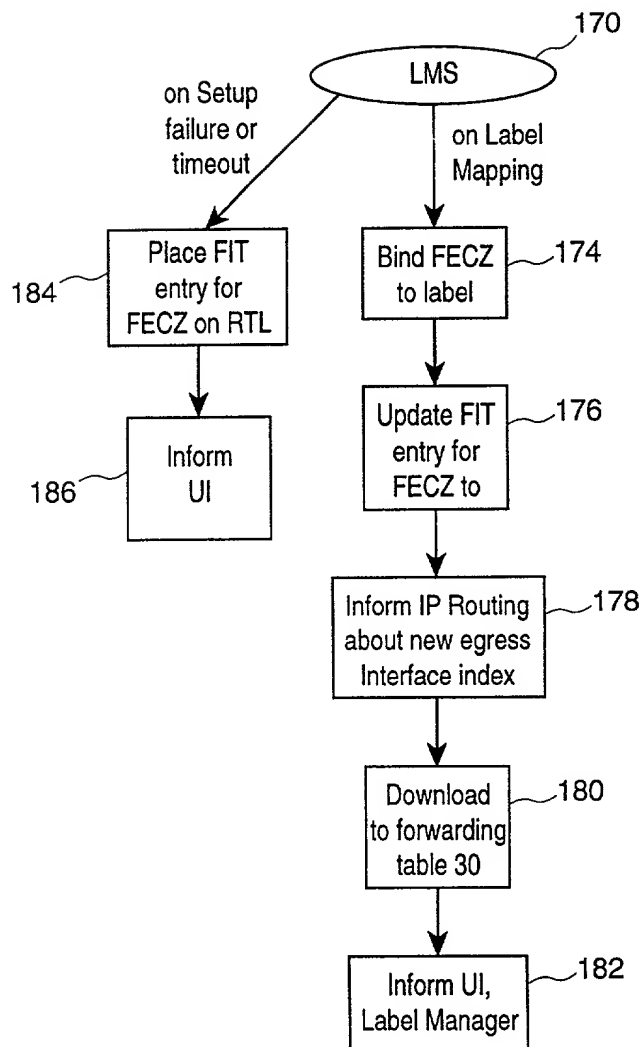 170
LMS
on Setup
failure or
timeout
on Label
Mapping
184
Place FIT
entry for
FECZ on RTL
Bind FECZ
to label
174
186
Inform
UI
Update FIT
entry for
FECZ to
176
Inform IP Routing
about new egress
Interface index
178
Download
to forwarding
table 30
180
Inform UI,
Label Manager
182